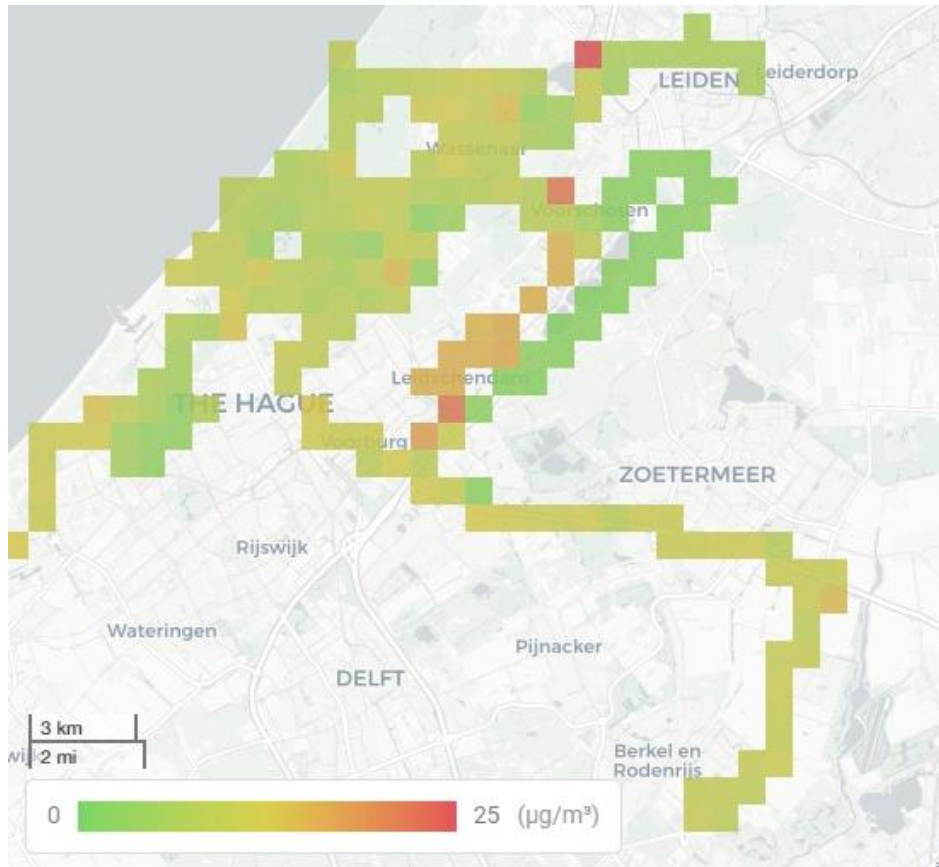 LEIDEN
Leiderdorp
Wassenaar
Voorschoten
Leidschendam
THE HAGUE
Voorburg
ZOETERMEER
Rijswijk
Wateringen
Pijnacker
DELFT
3 km
2 mi
Berkel en
Rodenrijs
0 25 (µg/m³)